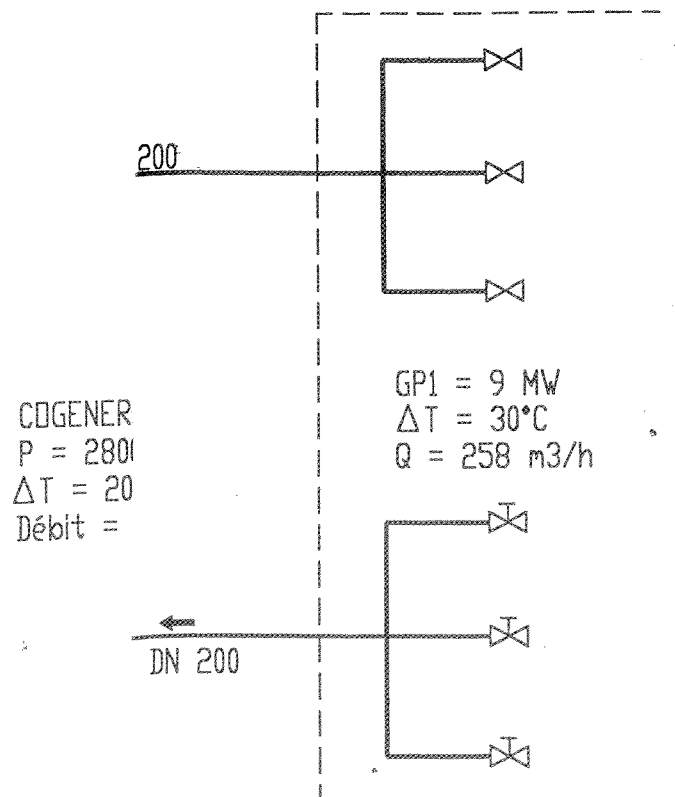 200
GP1 = 9 MW
ΔT = 30°C
Q = 258 m3/h
COGENER
P = 280
ΔT = 20
Débit =
DN 200